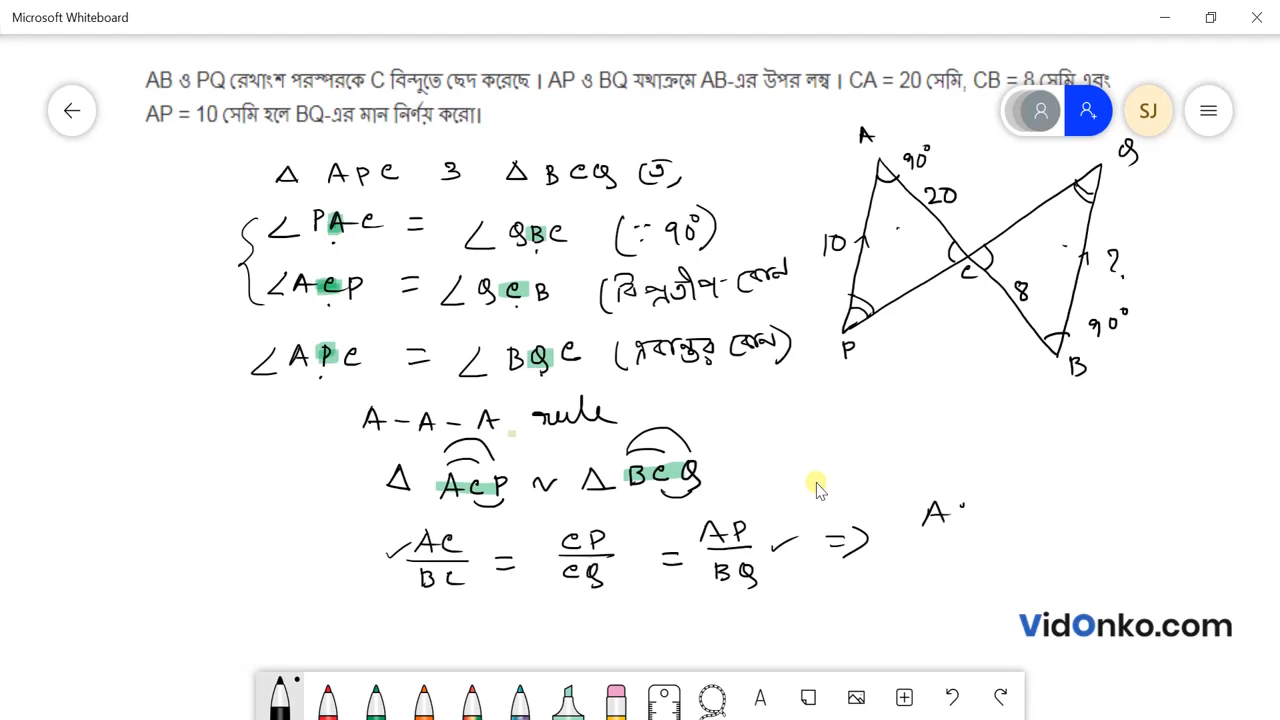 Microsoft Whiteboard
AB ও PQ রেখাংশ পরস্পরকে C বিন্দুতে ছেদ করেছে । AP ও BQ যথাক্রমে AB-এর উপর লম্ব । CA = 20 সেমি, CB = 8 সেমি এবং
AP = 10 সেমি হলে BQ-এর মান নির্ণয় করো।
SJ
△ APC ও △ BCQ তে,
∠PAC = ∠QBC (∵ 90°)
∠ACP = ∠QCB (বিপ্রতীপ কোন
∠APC = ∠BQC (একান্তর কোন)
A-A-A rule
△ ACP ~ △ BCQ
AC/BC = CP/CQ = AP/BQ => A
A 90° Q
20
10 C ?
8
90°
P B
VidOnko.com